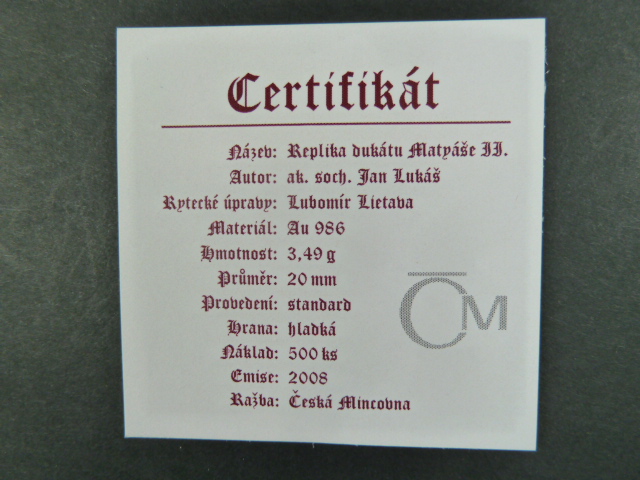 Certifikát
Název: Replika dukátu Matyáše II.
Autor: ak. soch. Jan Lukáš
Rytecké úpravy: Lubomír Lietava
Materiál: Au 986
Hmotnost: 3,49 g
Průměr: 20 mm
Provedení: standard
Hrana: hladká
Náklad: 500 ks
Emise: 2008
Ražba: Česká Mincovna
ČM